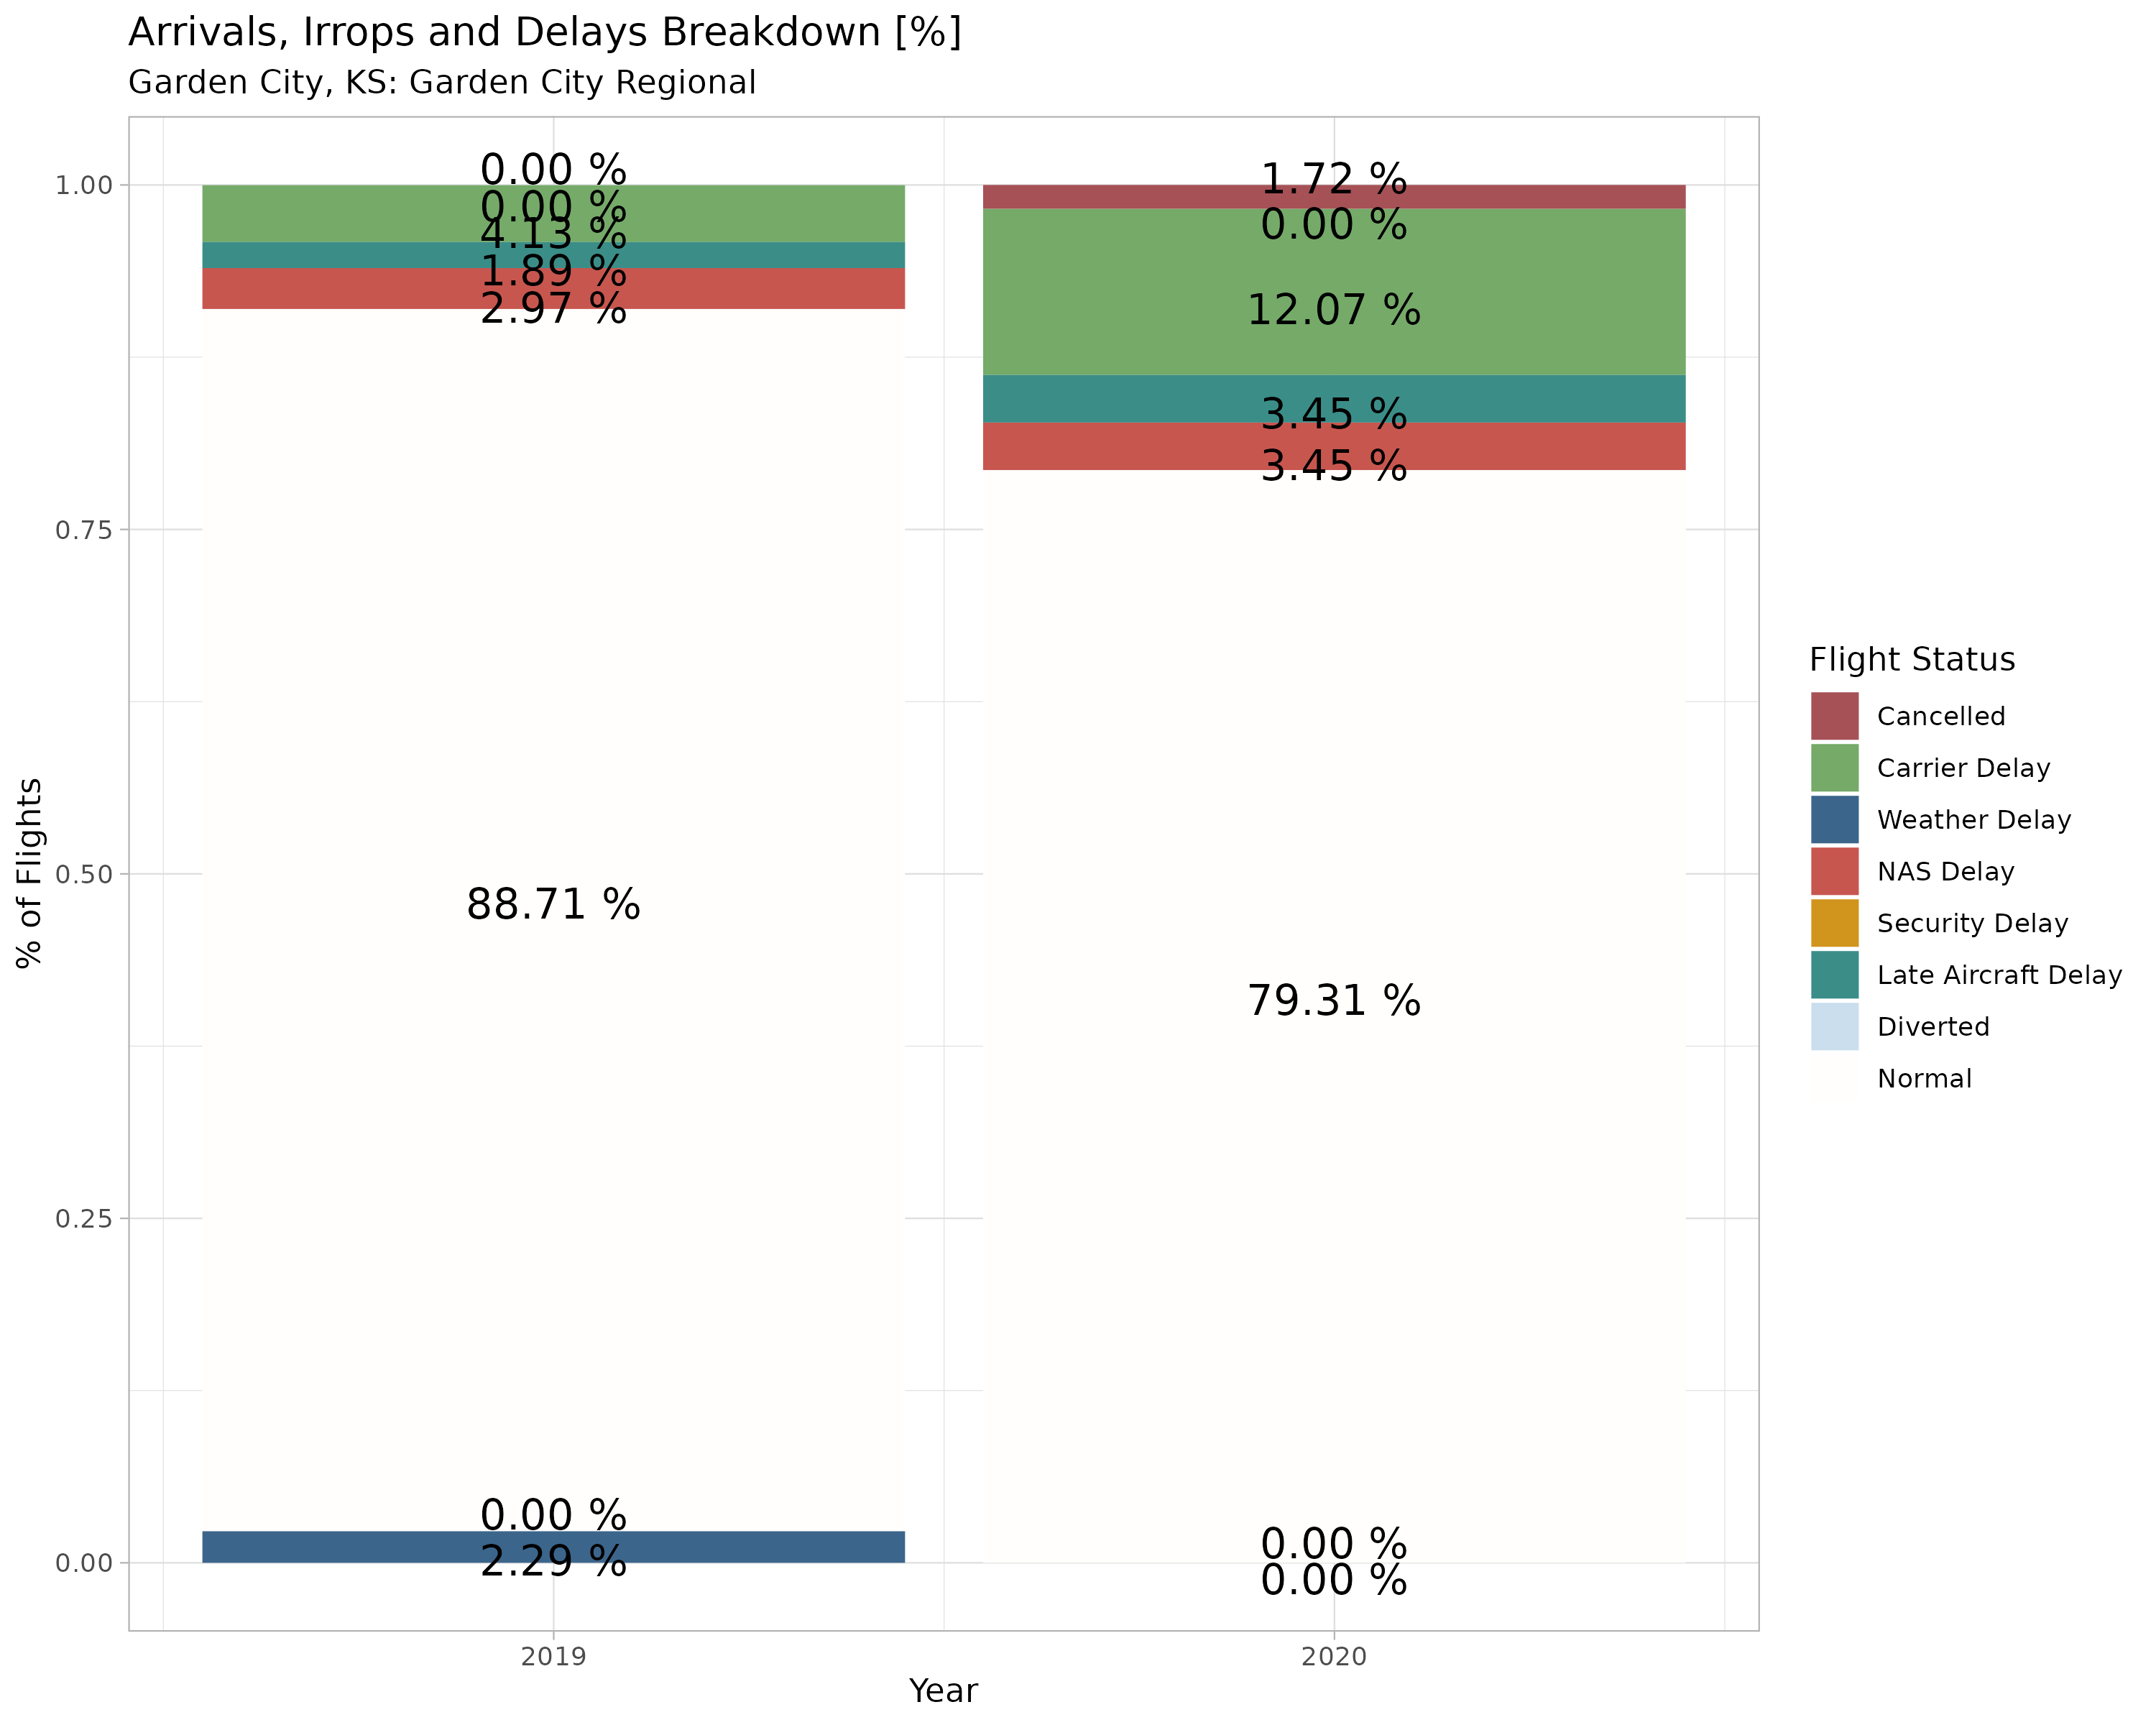 Arrivals, Irrops and Delays Breakdown [%]
Garden City, KS: Garden City Regional
% of Flights
1.00
0.75
0.50
0.25
0.00
0.00 %
0.00 %
4.13 %
1.89 %
2.97 %
88.71 %
0.00 %
2.29 %
1.72 %
0.00 %
12.07 %
3.45 %
3.45 %
79.31 %
0.00 %
0.00 %
2019
2020
Year
Flight Status
Cancelled
Carrier Delay
Weather Delay
NAS Delay
Security Delay
Late Aircraft Delay
Diverted
Normal